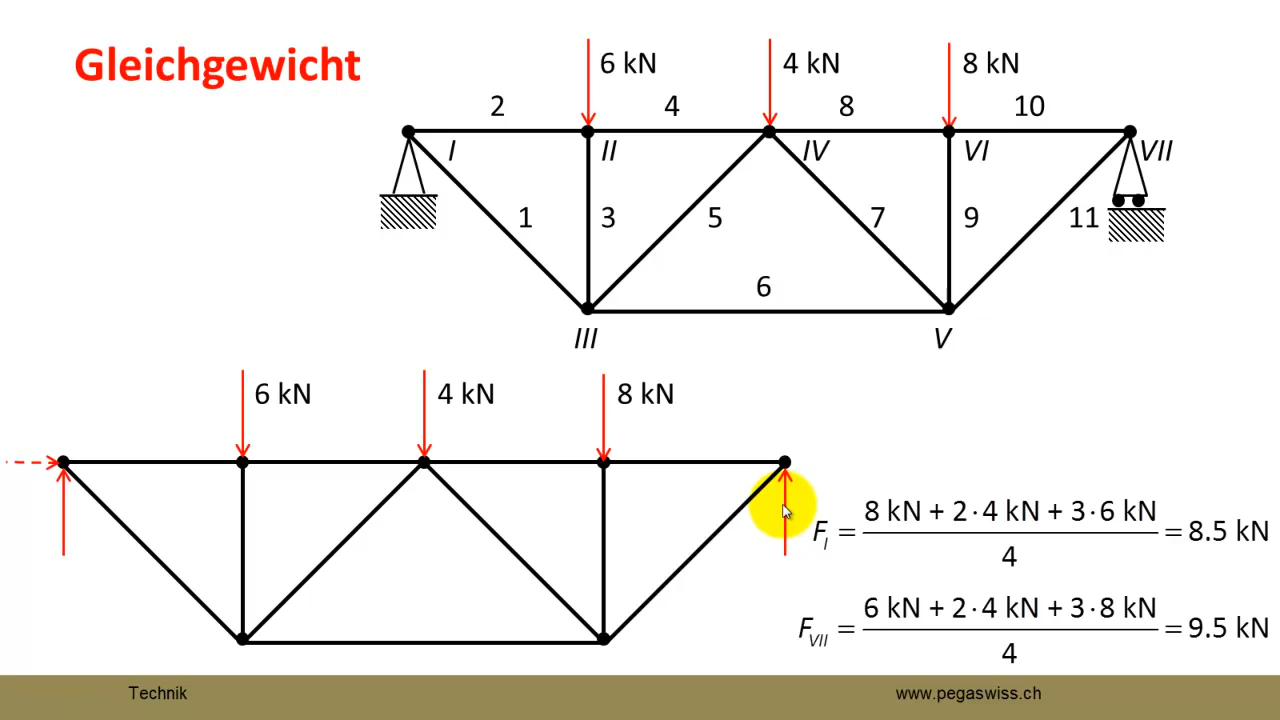 Gleichgewicht
6 kN 4 kN 8 kN
2 4 8 10
I II IV VI VII
1 3 5 7 9 11
6
III V
6 kN 4 kN 8 kN
F_I = (8 kN + 2·4 kN + 3·6 kN) / 4 = 8.5 kN
F_VII = (6 kN + 2·4 kN + 3·8 kN) / 4 = 9.5 kN
Technik www.pegaswiss.ch